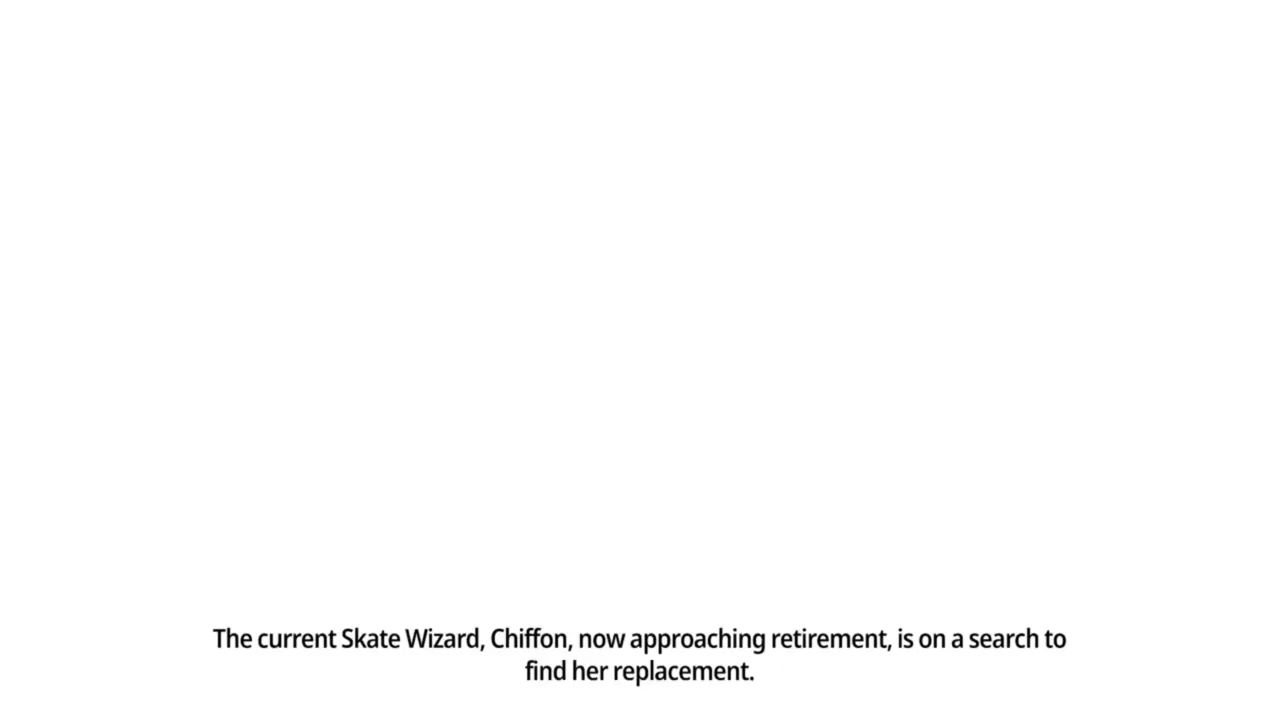 The current Skate Wizard, Chiffon, now approaching retirement, is on a search to
find her replacement.